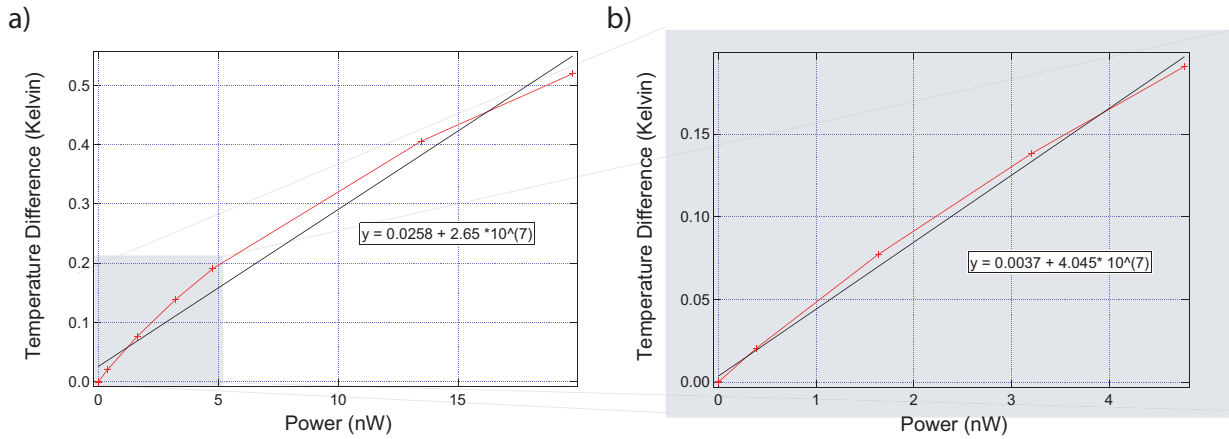 a)
Temperature Difference (Kelvin)
0.5
0.4
0.3
0.2
0.1
0.0
y = 0.0258 + 2.65 *10^(7)
0
5
10
15
Power (nW)
b)
Temperature Difference (Kelvin)
0.15
0.10
0.05
0.00
y = 0.0037 + 4.045* 10^(7)
0
1
2
3
4
Power (nW)